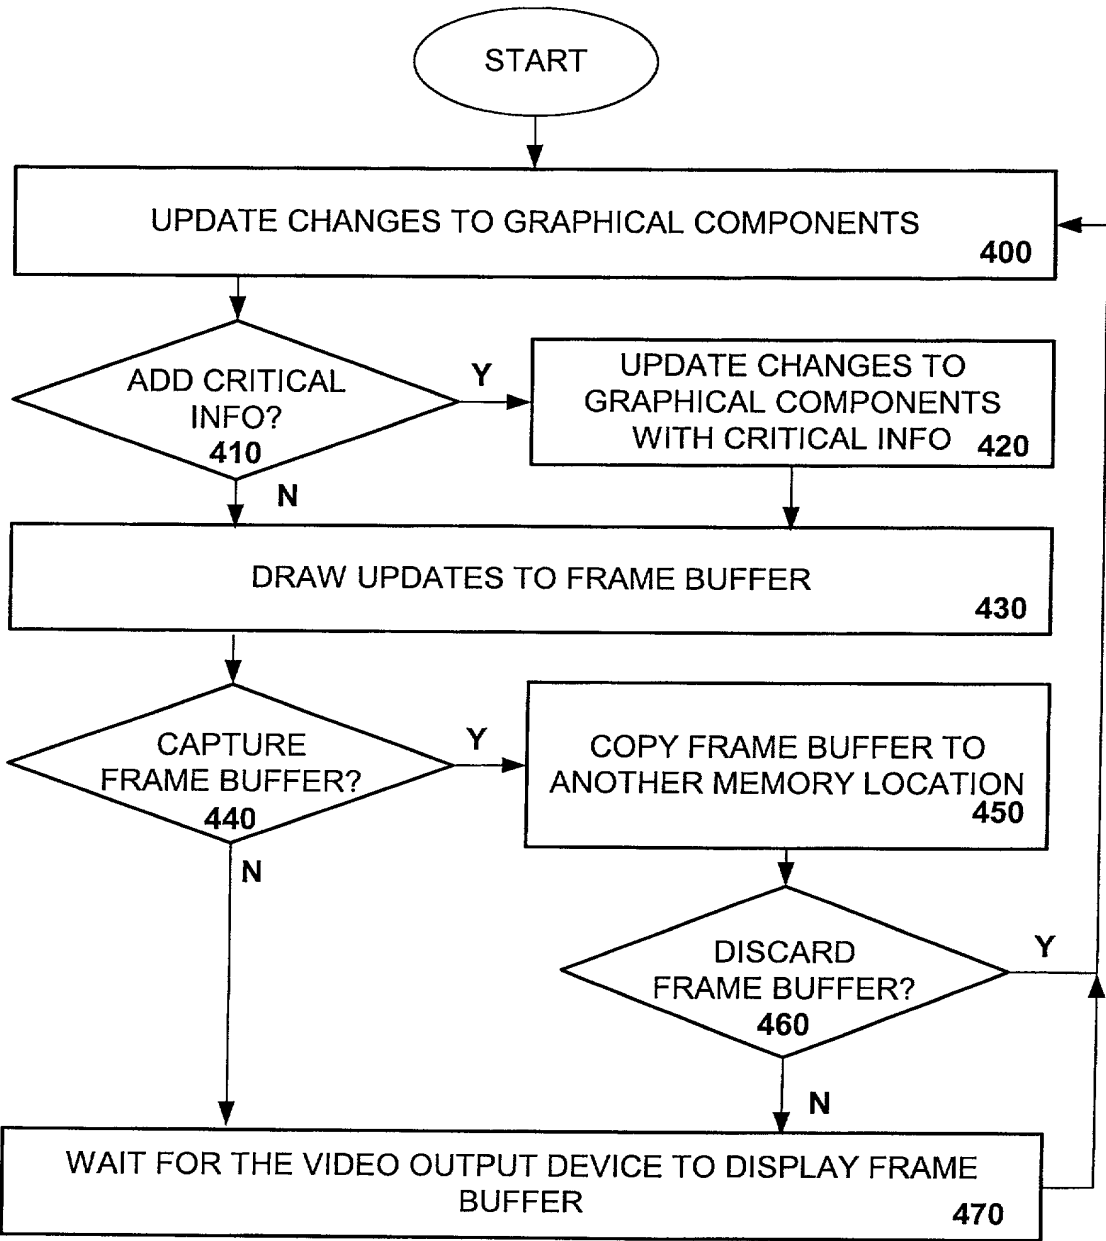 START
UPDATE CHANGES TO GRAPHICAL COMPONENTS
400
ADD CRITICAL
INFO?
410
Y
UPDATE CHANGES TO
GRAPHICAL COMPONENTS
WITH CRITICAL INFO
420
N
DRAW UPDATES TO FRAME BUFFER
430
CAPTURE
FRAME BUFFER?
440
Y
COPY FRAME BUFFER TO
ANOTHER MEMORY LOCATION
450
N
DISCARD
FRAME BUFFER?
460
Y
N
WAIT FOR THE VIDEO OUTPUT DEVICE TO DISPLAY FRAME
BUFFER
470